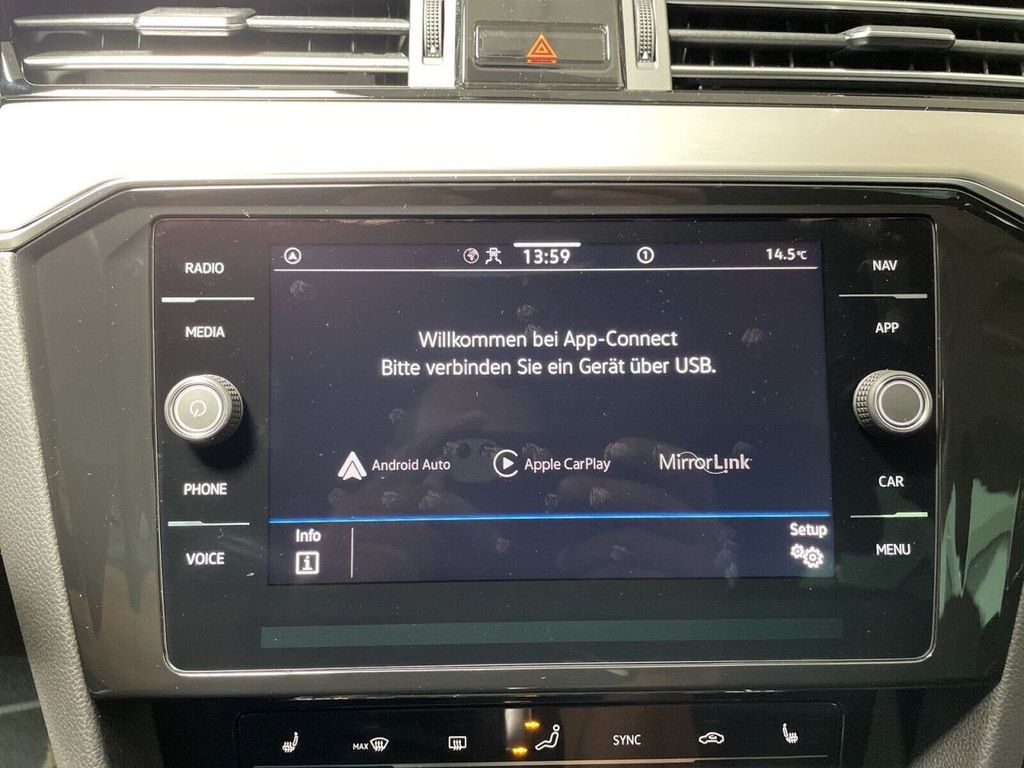 RADIO
MEDIA
PHONE
VOICE
13:59
1
14.5°C
Willkommen bei App-Connect
Bitte verbinden Sie ein Gerät über USB.
Android Auto
Apple CarPlay
MirrorLink
Info
i
Setup
NAV
APP
CAR
MENU
MAX
SYNC